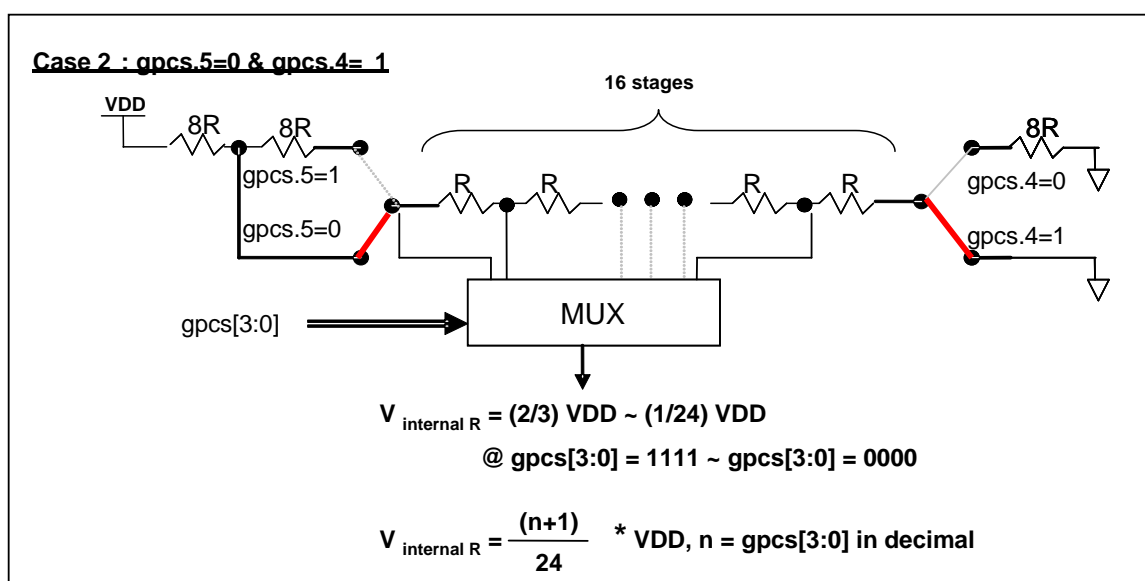 Case 2 : gpcs.5=0 & gpcs.4= 1
16 stages
VDD
8R
8R
8R
gpcs.5=1
R
R
R
R
gpcs.4=0
gpcs.5=0
gpcs.4=1
gpcs[3:0]
MUX
V internal R = (2/3) VDD ~ (1/24) VDD
@ gpcs[3:0] = 1111 ~ gpcs[3:0] = 0000
V internal R = (n+1) / 24 * VDD, n = gpcs[3:0] in decimal